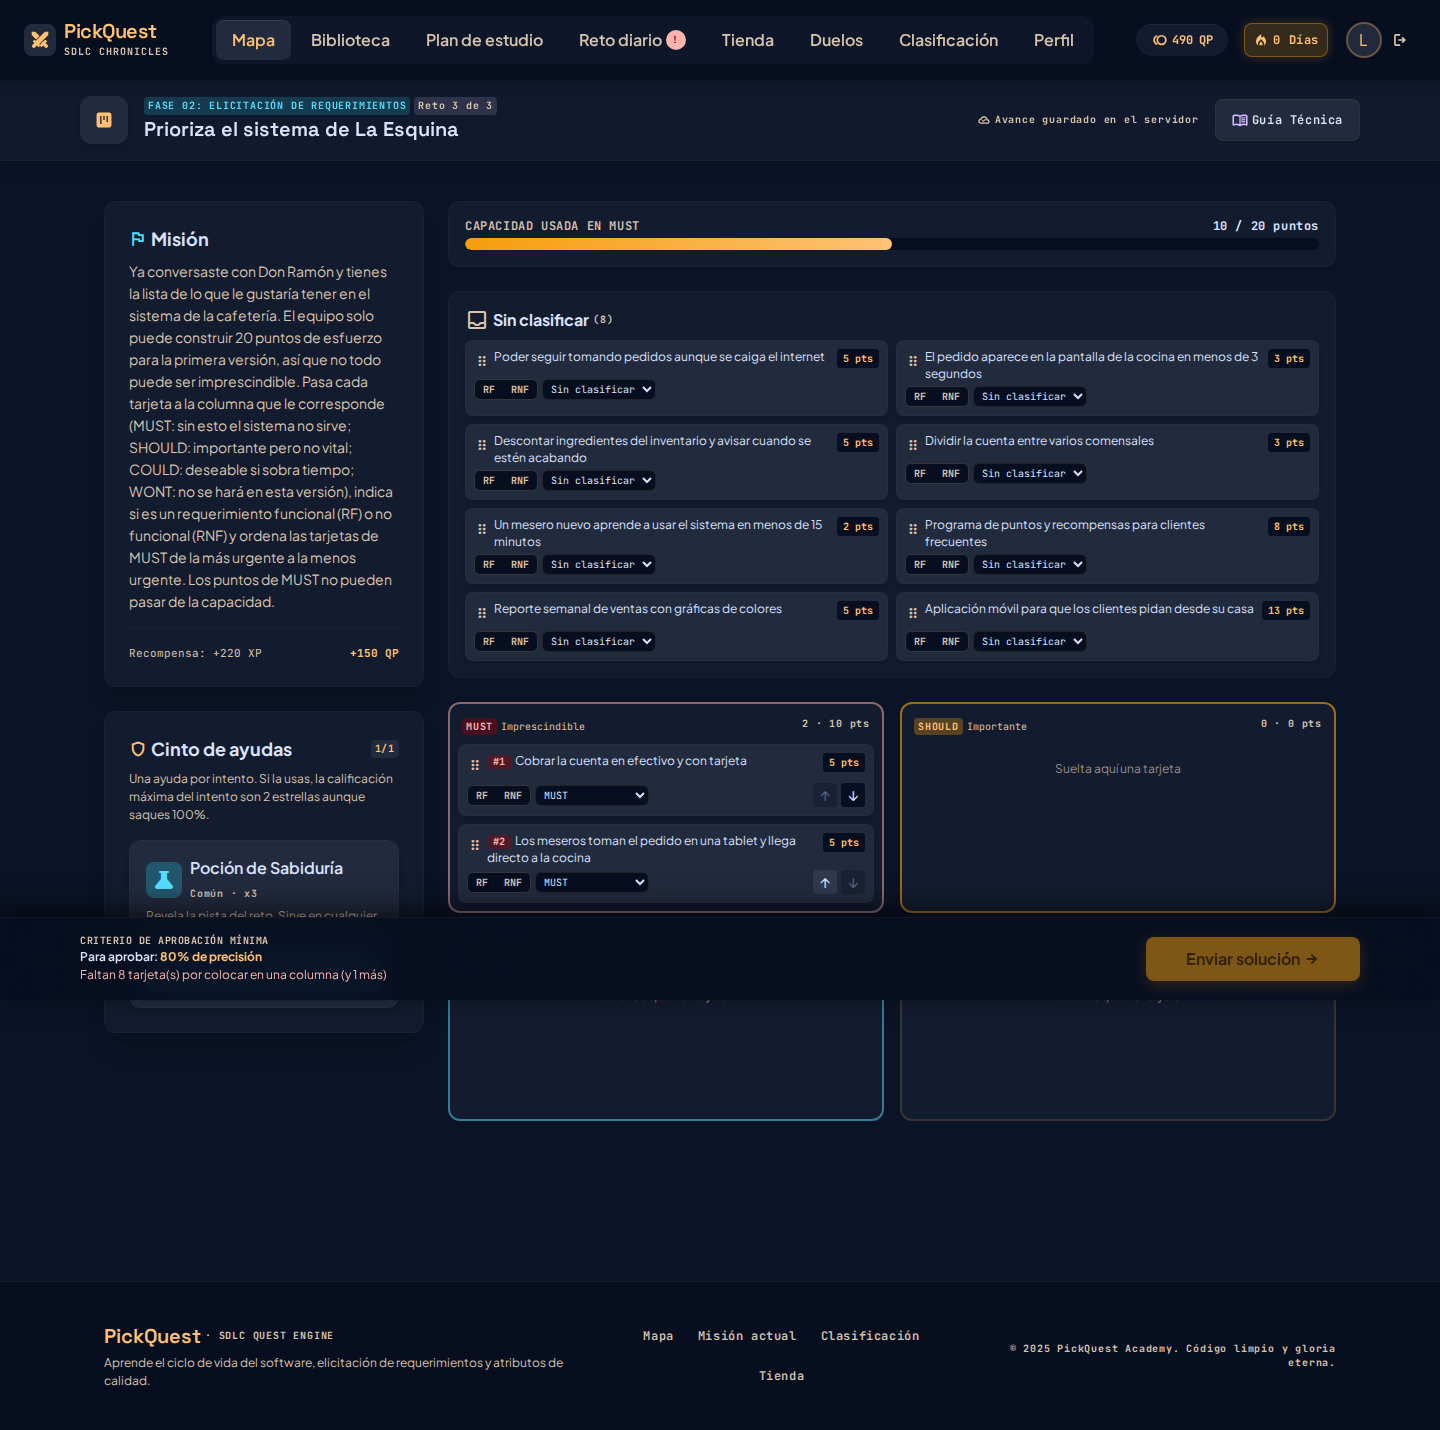 PickQuest
SDLC CHRONICLES
Mapa
Biblioteca
Plan de estudio
Reto diario !
Tienda
Duelos
Clasificación
Perfil
490 QP
0 Días
L
FASE 02: ELICITACIÓN DE REQUERIMIENTOS
Reto 3 de 3
Prioriza el sistema de La Esquina
Avance guardado en el servidor
Guía Técnica
Misión
Ya conversaste con Don Ramón y tienes
la lista de lo que le gustaría tener en el
sistema de la cafetería. El equipo solo
puede construir 20 puntos de esfuerzo
para la primera versión, así que no todo
puede ser imprescindible. Pasa cada
tarjeta a la columna que le corresponde
(MUST: sin esto el sistema no sirve;
SHOULD: importante pero no vital;
COULD: deseable si sobra tiempo;
WONT: no se hará en esta versión), indica
si es un requerimiento funcional (RF) o no
funcional (RNF) y ordena las tarjetas de
MUST de la más urgente a la menos
urgente. Los puntos de MUST no pueden
pasar de la capacidad.
Recompensa: +220 XP
+150 QP
Cinto de ayudas
1/1
Una ayuda por intento. Si la usas, la calificación
máxima del intento son 2 estrellas aunque
saques 100%.
Poción de Sabiduría
Común · x3
Revela la pista del reto. Sirve en cualquier
CAPACIDAD USADA EN MUST
10 / 20 puntos
Sin clasificar (8)
Poder seguir tomando pedidos aunque se caiga el internet
5 pts
RF RNF Sin clasificar
El pedido aparece en la pantalla de la cocina en menos de 3
segundos
3 pts
RF RNF Sin clasificar
Descontar ingredientes del inventario y avisar cuando se
estén acabando
5 pts
RF RNF Sin clasificar
Dividir la cuenta entre varios comensales
3 pts
RF RNF Sin clasificar
Un mesero nuevo aprende a usar el sistema en menos de 15
minutos
2 pts
RF RNF Sin clasificar
Programa de puntos y recompensas para clientes
frecuentes
8 pts
RF RNF Sin clasificar
Reporte semanal de ventas con gráficas de colores
5 pts
RF RNF Sin clasificar
Aplicación móvil para que los clientes pidan desde su casa
13 pts
RF RNF Sin clasificar
MUST Imprescindible
2 · 10 pts
#1 Cobrar la cuenta en efectivo y con tarjeta
5 pts
RF RNF MUST
#2 Los meseros toman el pedido en una tablet y llega
directo a la cocina
5 pts
RF RNF MUST
SHOULD Importante
0 · 0 pts
Suelta aquí una tarjeta
CRITERIO DE APROBACIÓN MÍNIMA
Para aprobar: 80% de precisión
Faltan 8 tarjeta(s) por colocar en una columna (y 1 más)
Enviar solución →
PickQuest · SDLC QUEST ENGINE
Aprende el ciclo de vida del software, elicitación de requerimientos y atributos de
calidad.
Mapa
Misión actual
Clasificación
Tienda
© 2025 PickQuest Academy. Código limpio y gloria
eterna.